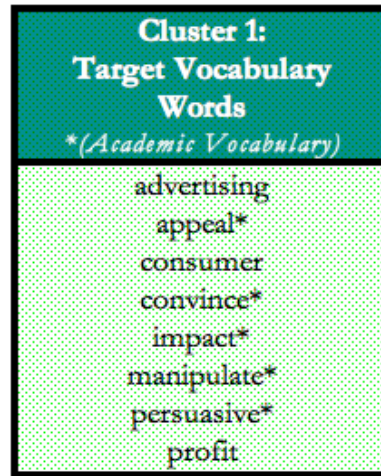 Cluster 1:
Target Vocabulary
Words
*(Academic Vocabulary)
advertising
appeal*
consumer
convince*
impact*
manipulate*
persuasive*
profit